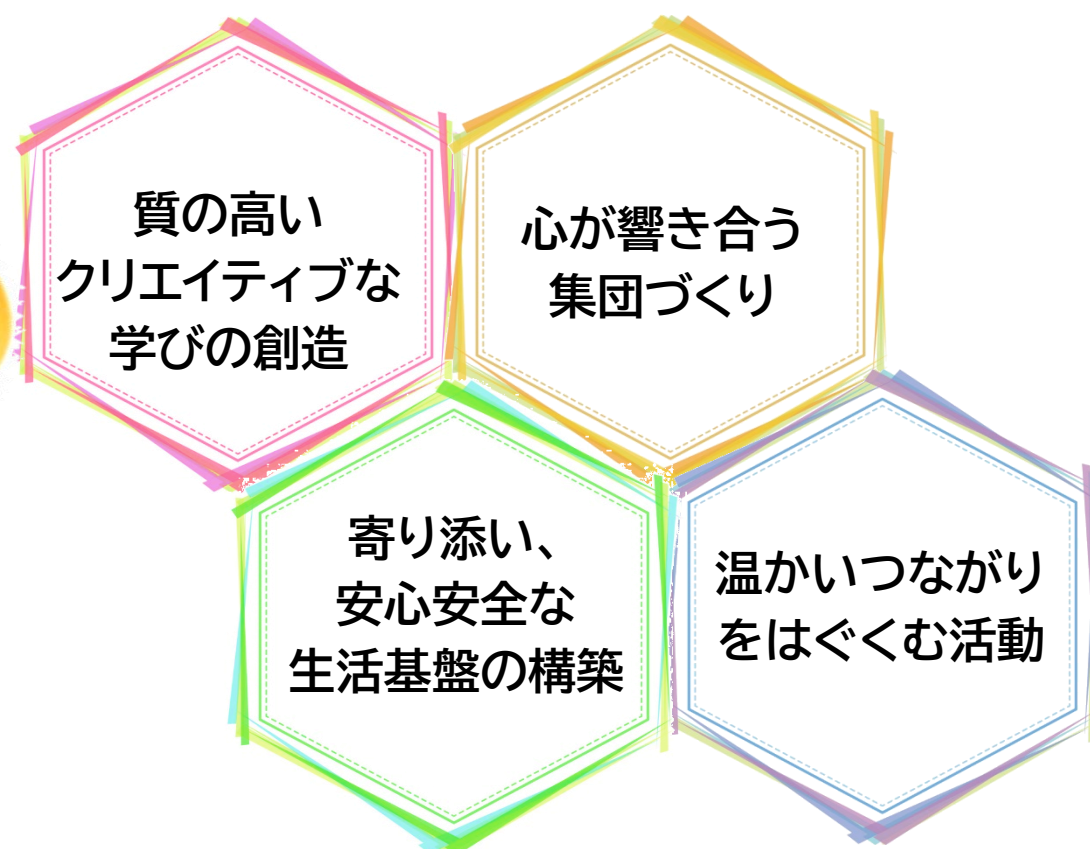 質の高い
クリエイティブな
学びの創造
心が響き合う
集団づくり
寄り添い、
安心安全な
生活基盤の構築
温かいつながり
をはぐくむ活動